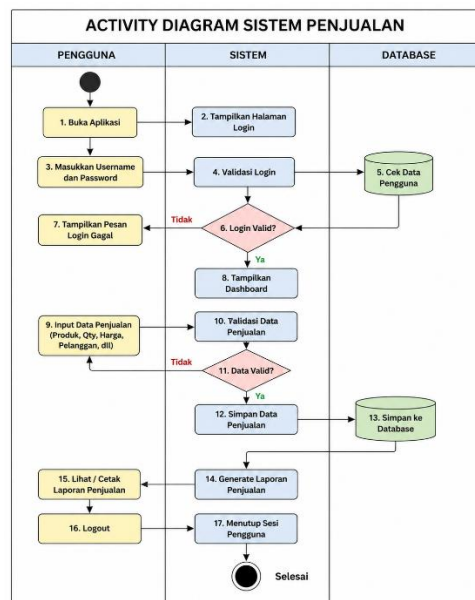 ACTIVITY DIAGRAM SISTEM PENJUALAN
PENGGUNA
SISTEM
DATABASE
1. Buka Aplikasi
2. Tampilkan Halaman
Login
3. Masukkan Username
dan Password
4. Validasi Login
5. Cek Data
Pengguna
6. Login Valid?
Tidak
7. Tampilkan Pesan
Login Gagal
Ya
8. Tampilkan
Dashboard
9. Input Data Penjualan
(Produk, Qty, Harga,
Pelanggan, dll)
10. Talidasi Data
Penjualan
11. Data Valid?
Tidak
Ya
12. Simpan Data
Penjualan
13. Simpan ke
Database
14. Generate Laporan
Penjualan
15. Lihat / Cetak
Laporan Penjualan
16. Logout
17. Menutup Sesi
Pengguna
Selesai